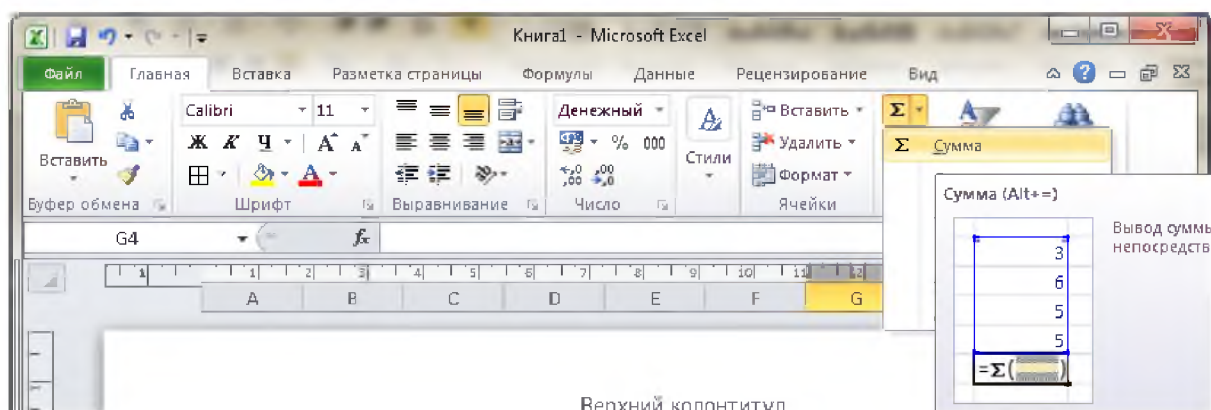 Книга1 - Microsoft Excel
Файл Главная Вставка Разметка страницы Формулы Данные Рецензирование Вид
Вставить
Calibri 11
Ж К Ч А А
Денежный
% 000
Стили
Вставить
Удалить
Формат
Σ
Σ Сумма
Буфер обмена Шрифт Выравнивание Число Ячейки
Сумма (Alt+=)
Вывод суммы
непосредств
G4 fx
1 1 2 3 4 5 6 7 8 9 10 11 12
A B C D E F G
3
6
5
5
=Σ( )
Верхний колонтитул